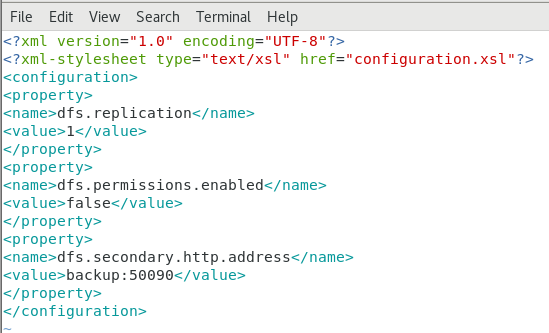 File Edit View Search Terminal Help
<?xml version="1.0" encoding="UTF-8"?>
<?xml-stylesheet type="text/xsl" href="configuration.xsl"?>
<configuration>
<property>
<name>dfs.replication</name>
<value>1</value>
</property>
<property>
<name>dfs.permissions.enabled</name>
<value>false</value>
</property>
<property>
<name>dfs.secondary.http.address</name>
<value>backup:50090</value>
</property>
</configuration>
~